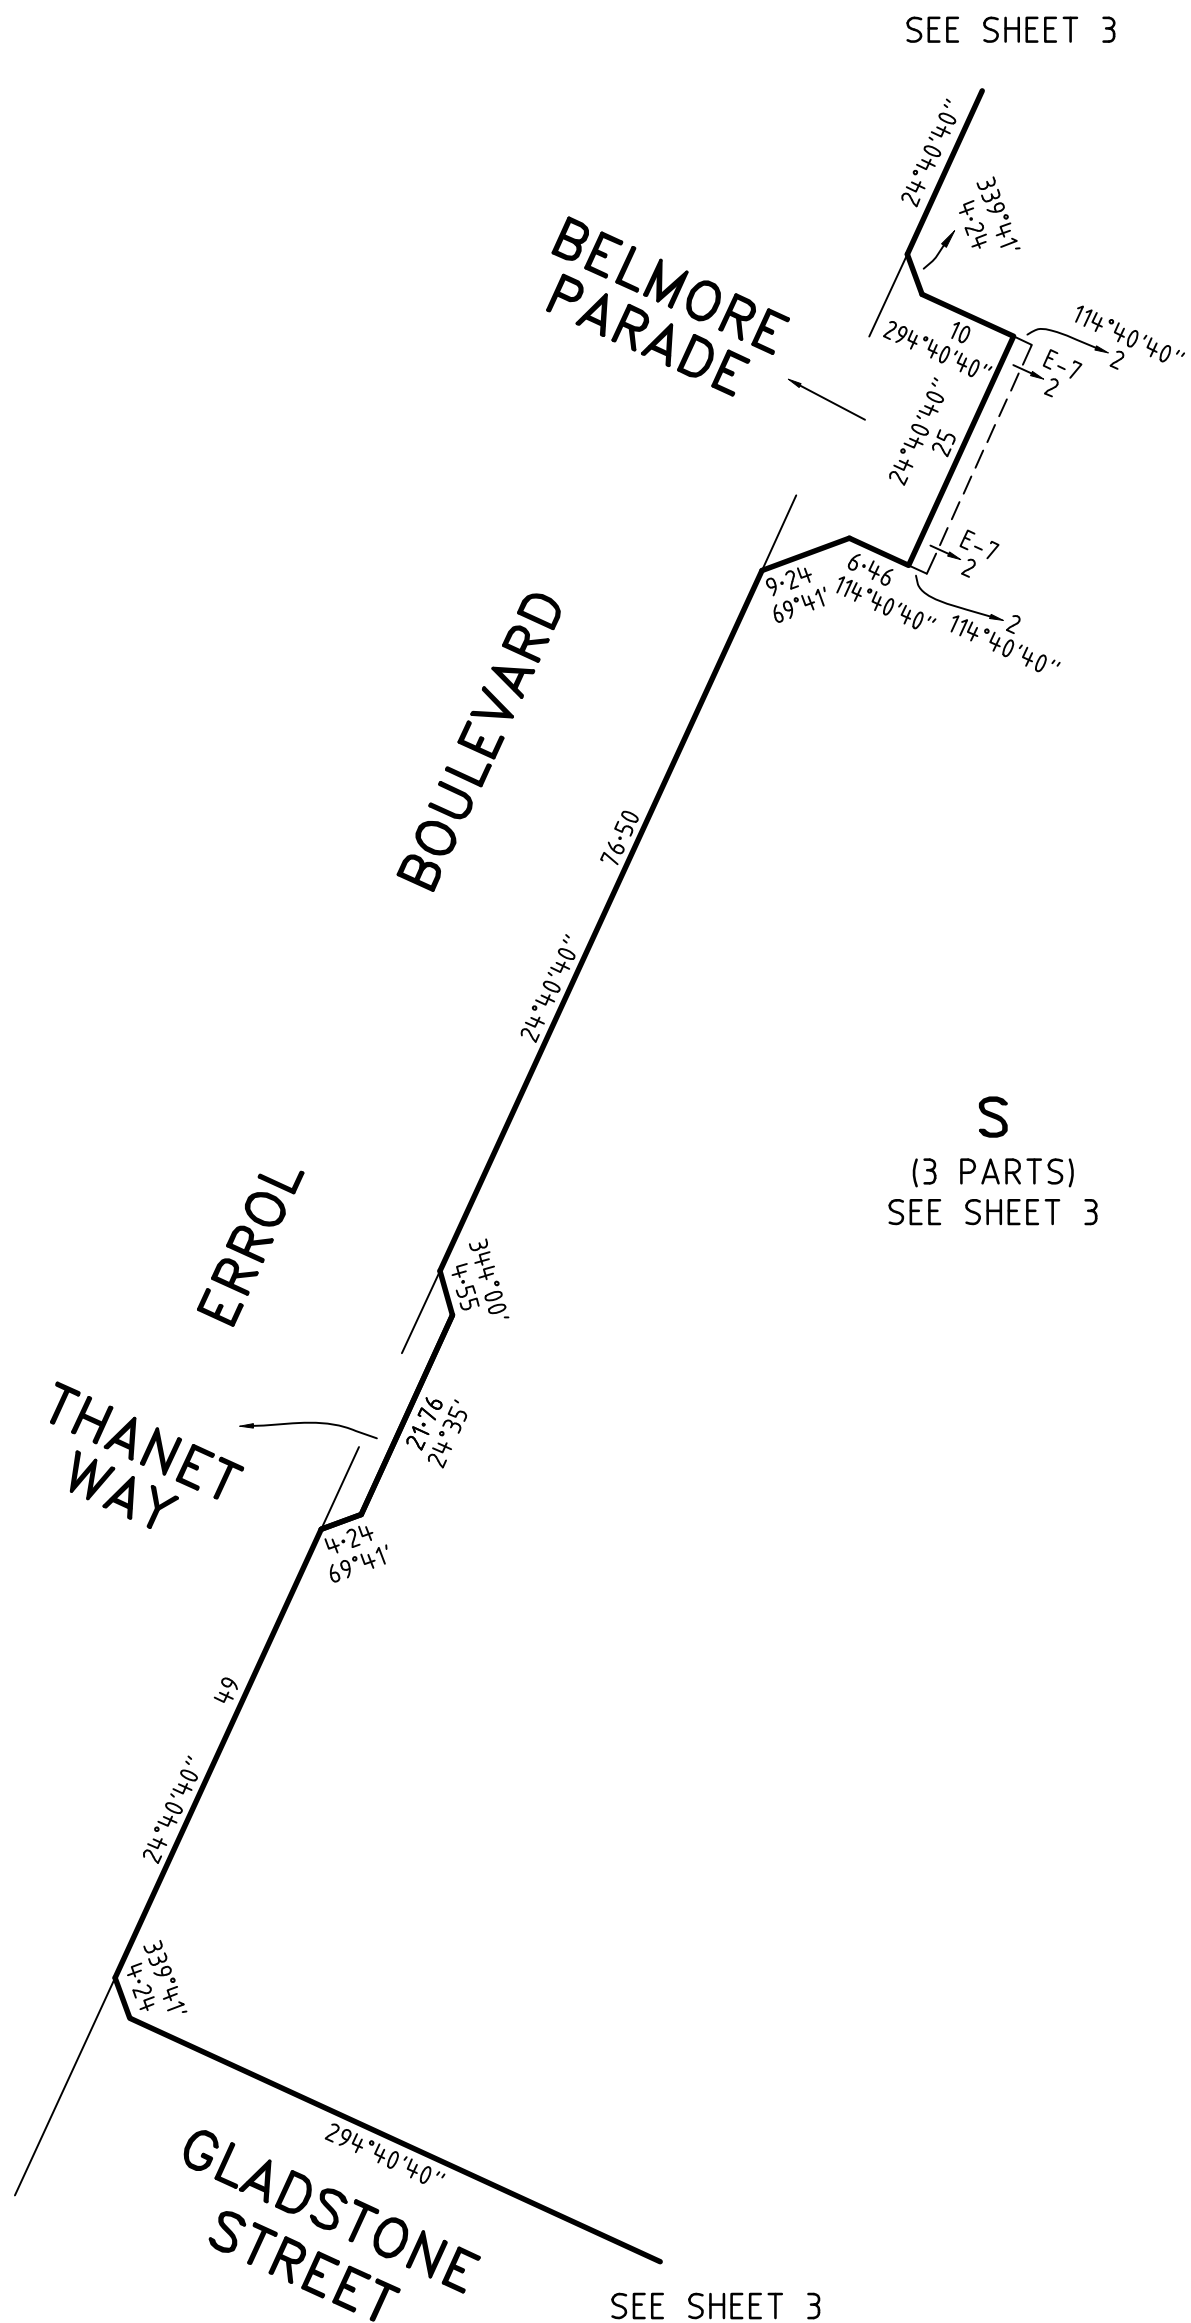 SEE SHEET 3
24°40'40"
339°41'
4·24
BELMORE
PARADE
10
294°40'40"
114°40'40"
2
E-7
2
24°40'40"
25
E-7
2
9·24
69°41'
6·46
114°40'40"
2
114°40'40"
BOULEVARD
76·50
24°40'40"
S
(3 PARTS)
SEE SHEET 3
ERROL
344°00'
4·55
THANET
WAY
21·76
24°35'
4·24
69°41'
49
24°40'40"
339°41'
4·24
294°40'40"
GLADSTONE
STREET
SEE SHEET 3